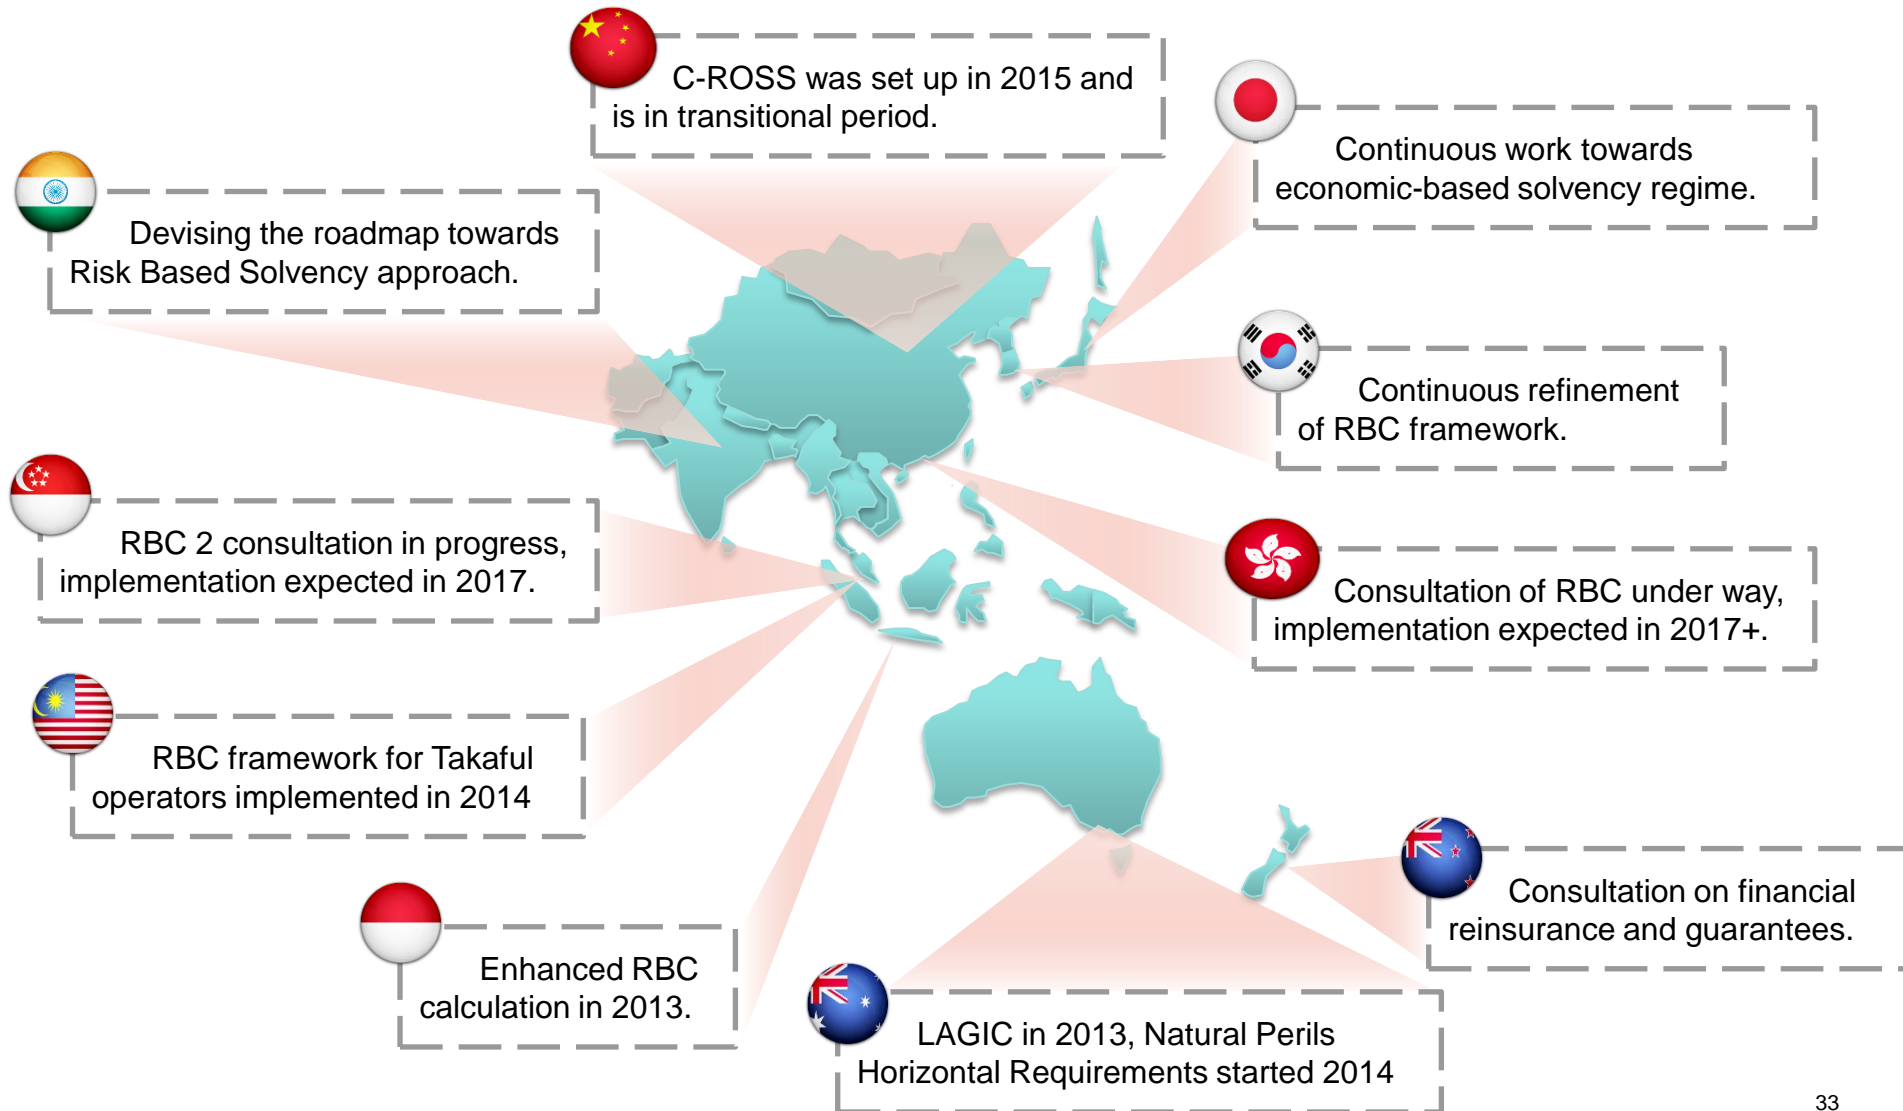 C-ROSS was set up in 2015 and
is in transitional period.
Continuous work towards
economic-based solvency regime.
Devising the roadmap towards
Risk Based Solvency approach.
Continuous refinement
of RBC framework.
RBC 2 consultation in progress,
implementation expected in 2017.
Consultation of RBC under way,
implementation expected in 2017+.
RBC framework for Takaful
operators implemented in 2014
Consultation on financial
reinsurance and guarantees.
Enhanced RBC
calculation in 2013.
LAGIC in 2013, Natural Perils
Horizontal Requirements started 2014
33